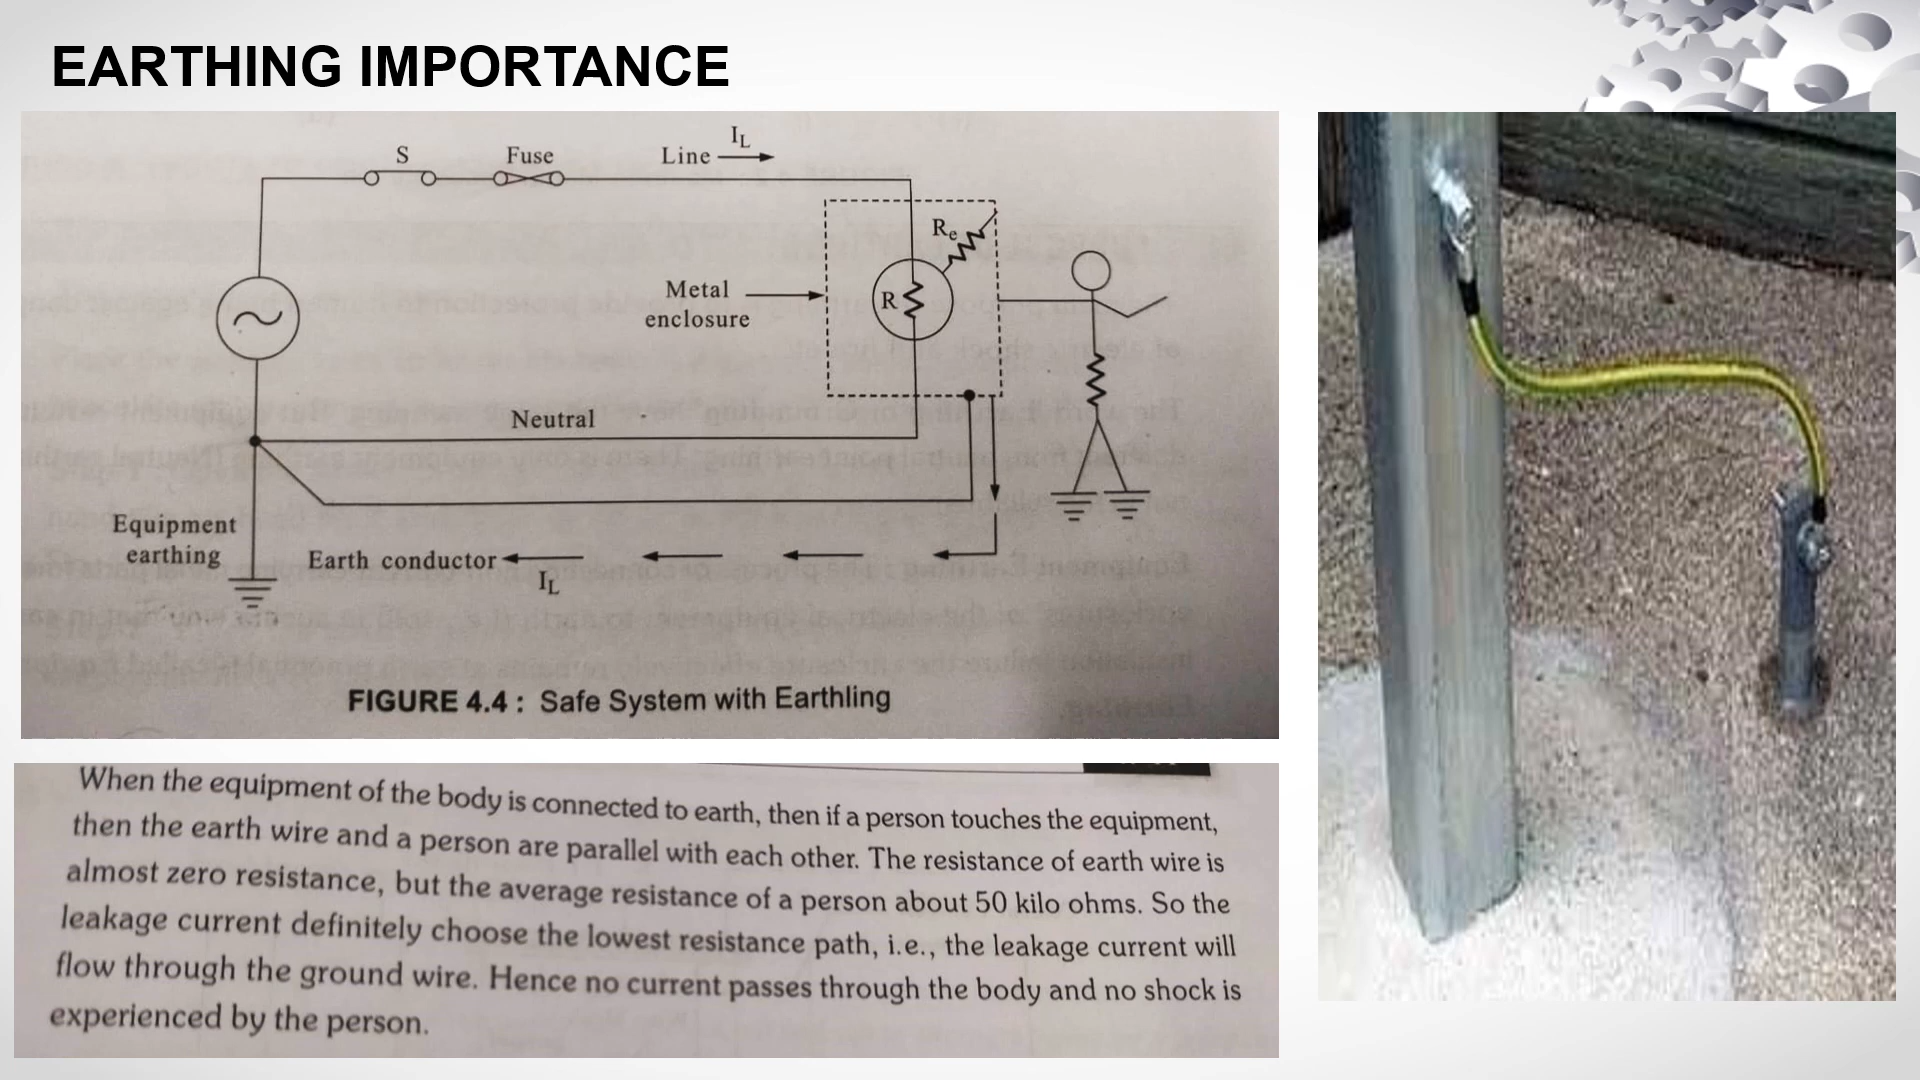 EARTHING IMPORTANCE
S
Fuse
Line
IL
Re
R
Metal
enclosure
Neutral
Equipment
earthing
Earth conductor
IL
FIGURE 4.4 : Safe System with Earthling
When the equipment of the body is connected to earth, then if a person touches the equipment,
then the earth wire and a person are parallel with each other. The resistance of earth wire is
almost zero resistance, but the average resistance of a person about 50 kilo ohms. So the
leakage current definitely choose the lowest resistance path, i.e., the leakage current will
flow through the ground wire. Hence no current passes through the body and no shock is
experienced by the person.